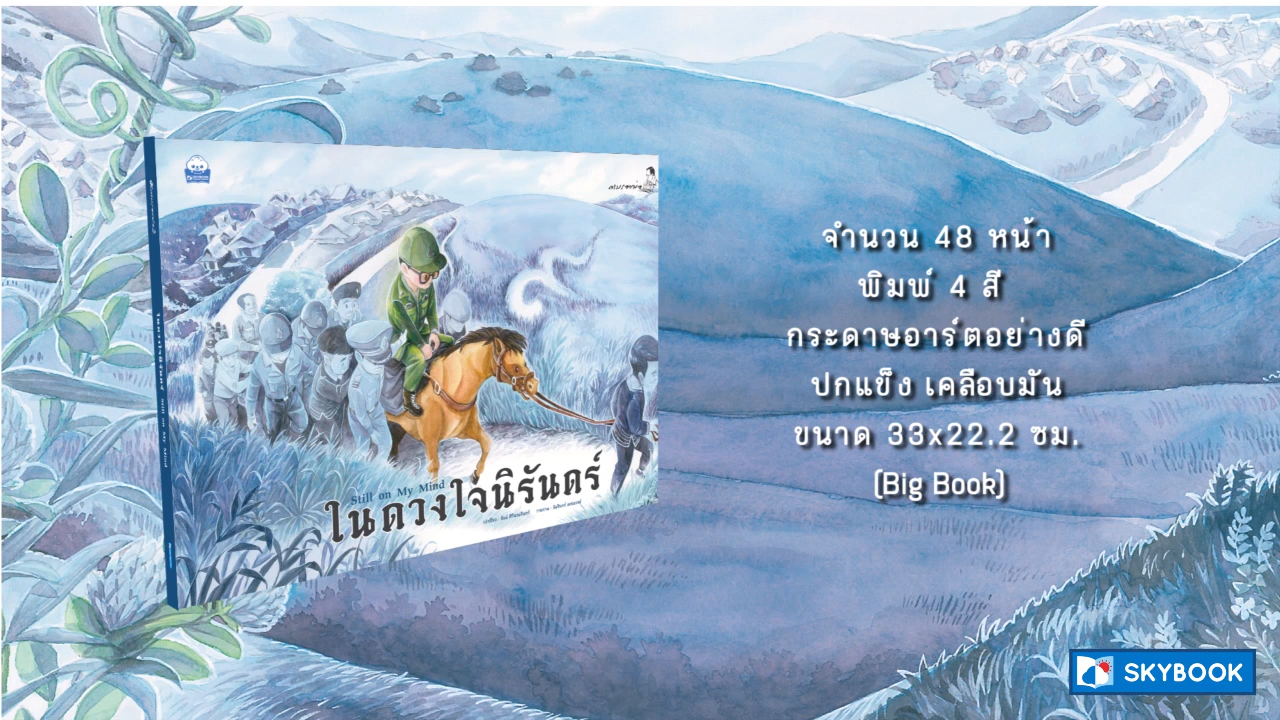 Still on My Mind
ในดวงใจนิรันดร์
จำนวน 48 หน้า
พิมพ์ 4 สี
กระดาษอาร์ตอย่างดี
ปกแข็ง เคลือบมัน
ขนาด 33x22.2 ซม.
(Big Book)
SKYBOOK